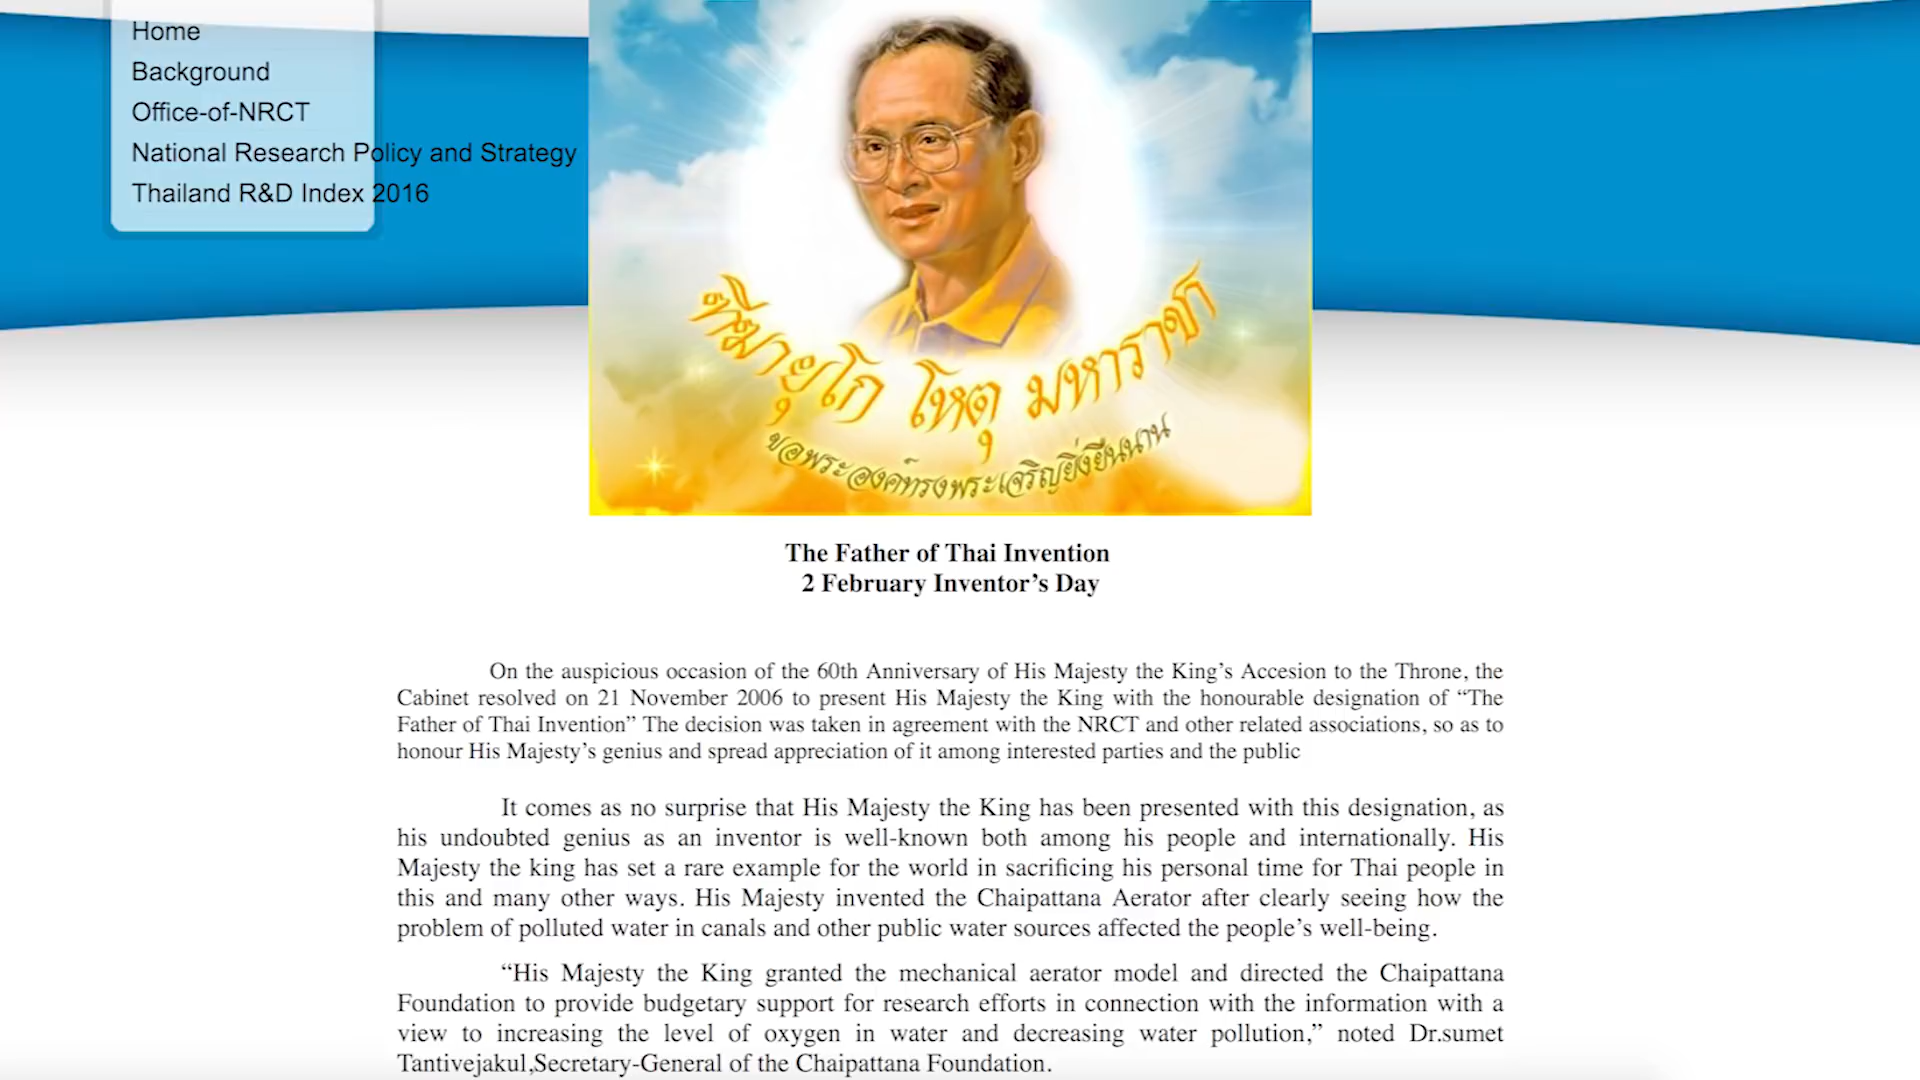 Home
Background
Office-of-NRCT
National Research Policy and Strategy
Thailand R&D Index 2016
ทีฆายุโก โหตุ มหาราชา
ขอพระองค์ทรงพระเจริญยิ่งยืนนาน
The Father of Thai Invention
2 February Inventor’s Day
On the auspicious occasion of the 60th Anniversary of His Majesty the King’s Accesion to the Throne, the
Cabinet resolved on 21 November 2006 to present His Majesty the King with the honourable designation of “The
Father of Thai Invention” The decision was taken in agreement with the NRCT and other related associations, so as to
honour His Majesty’s genius and spread appreciation of it among interested parties and the public
It comes as no surprise that His Majesty the King has been presented with this designation, as
his undoubted genius as an inventor is well-known both among his people and internationally. His
Majesty the king has set a rare example for the world in sacrificing his personal time for Thai people in
this and many other ways. His Majesty invented the Chaipattana Aerator after clearly seeing how the
problem of polluted water in canals and other public water sources affected the people’s well-being.
“His Majesty the King granted the mechanical aerator model and directed the Chaipattana
Foundation to provide budgetary support for research efforts in connection with the information with a
view to increasing the level of oxygen in water and decreasing water pollution,” noted Dr.sumet
Tantivejakul,Secretary-General of the Chaipattana Foundation.